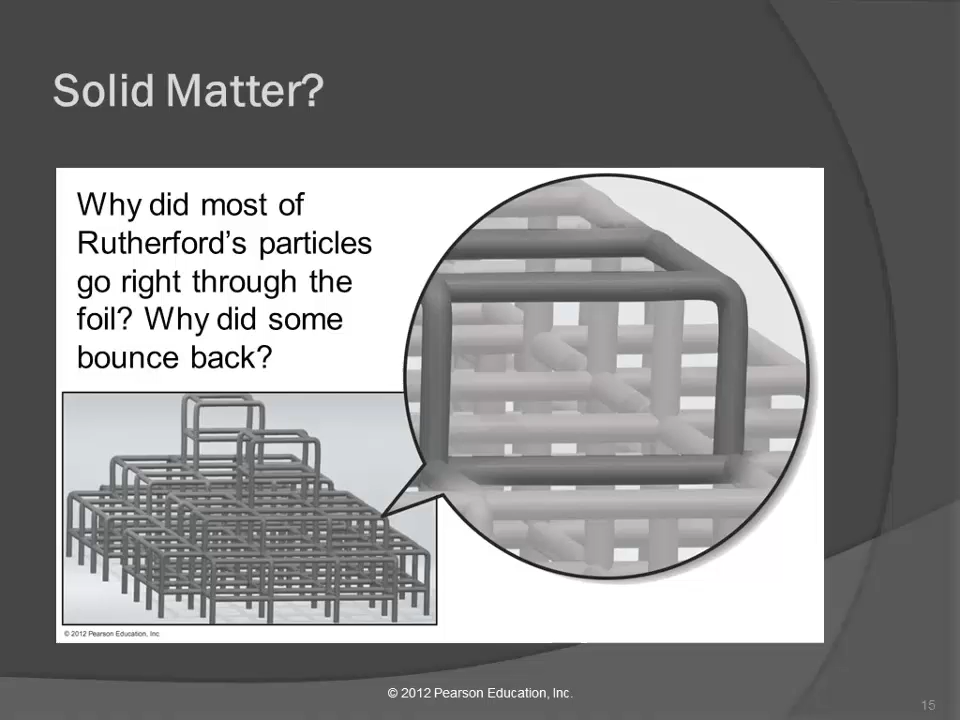 Solid Matter?
Why did most of
Rutherford’s particles
go right through the
foil? Why did some
bounce back?
© 2012 Pearson Education, Inc
© 2012 Pearson Education, Inc.
15